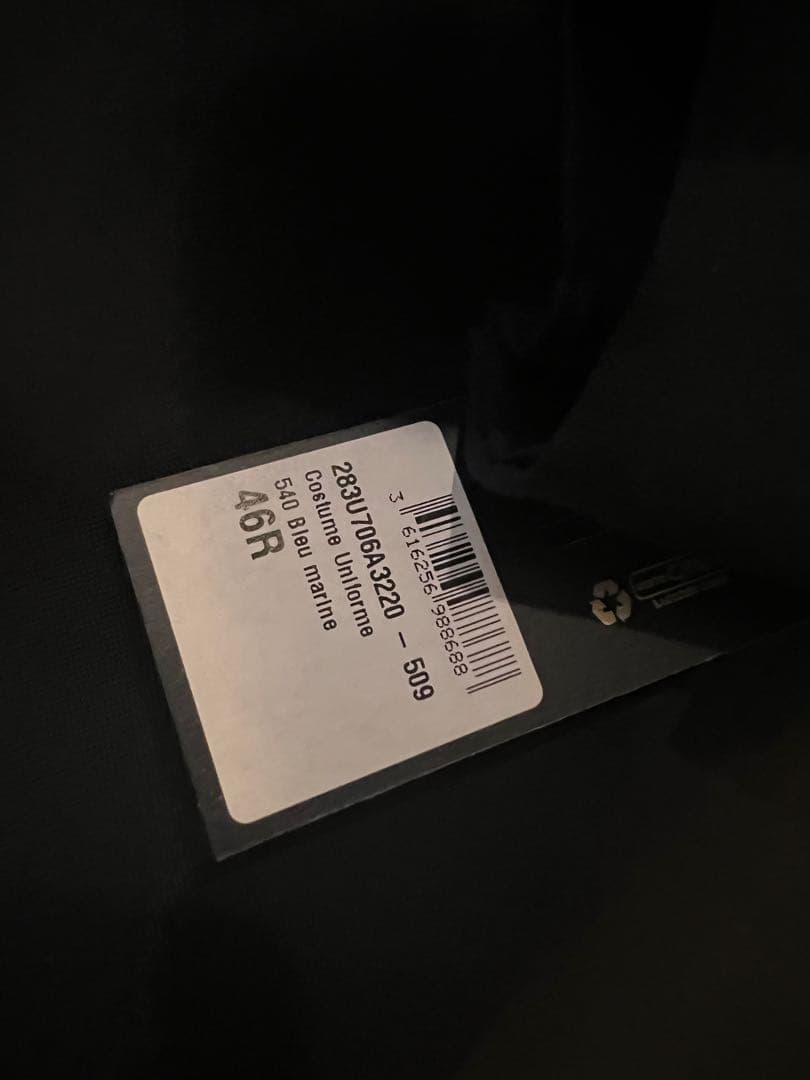 3 616256 988688
283U706A3220 - 509
Costume Uniforme
540 Bleu marine
46R